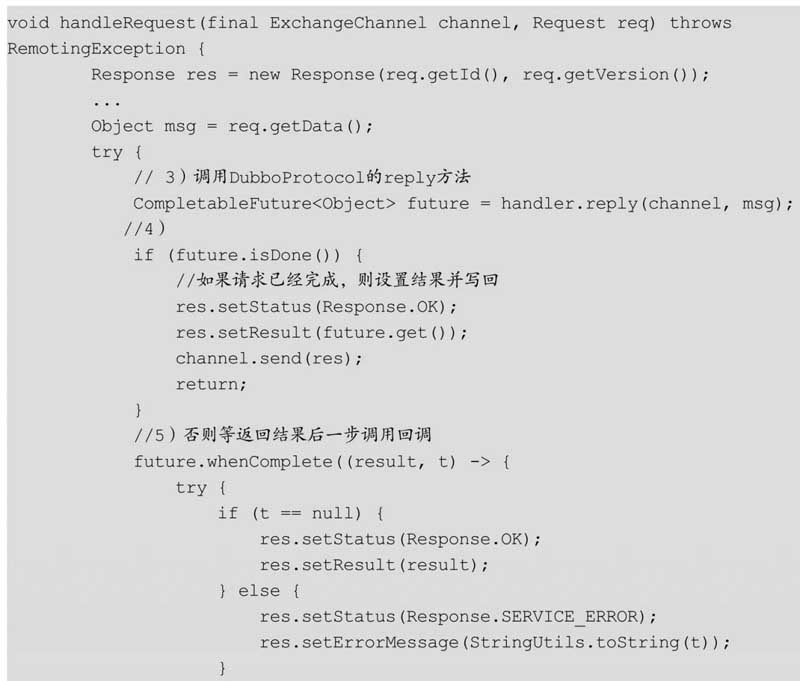 void handleRequest(final ExchangeChannel channel, Request req) throws
RemotingException {
        Response res = new Response(req.getId(), req.getVersion());
        ...
        Object msg = req.getData();
        try {
            // 3）调用DubboProtocol的reply方法
            CompletableFuture<Object> future = handler.reply(channel, msg);
           //4）
            if (future.isDone()) {
                //如果请求已经完成，则设置结果并写回
                res.setStatus(Response.OK);
                res.setResult(future.get());
                channel.send(res);
                return;
            }
            //5）否则等返回结果后一步调用回调
            future.whenComplete((result, t) -> {
                try {
                    if (t == null) {
                        res.setStatus(Response.OK);
                        res.setResult(result);
                    } else {
                        res.setStatus(Response.SERVICE_ERROR);
                        res.setErrorMessage(StringUtils.toString(t));
                    }